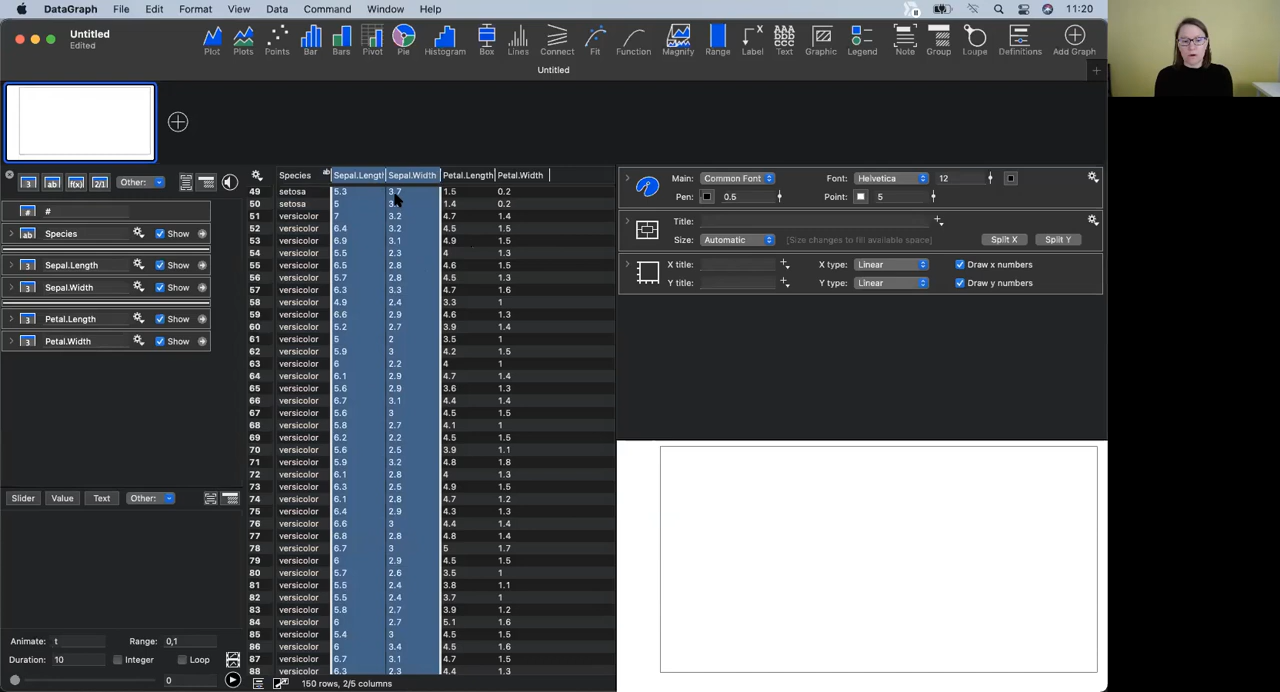 DataGraph File Edit Format View Data Command Window Help 11:20
Untitled
Edited
Plot Plots Points Bar Bars Pivot Pie Histogram Box Lines Connect Fit Function Magnify Range Label Text Graphic Legend Note Group Loupe Definitions Add Graph
Untitled
3 ab f(x) 2/1 Other:
# #
ab Species Show
3 Sepal.Length Show
3 Sepal.Width Show
3 Petal.Length Show
3 Petal.Width Show
Slider Value Text Other:
Animate: t Range: 0,1
Duration: 10 Integer Loop
0
Species ab Sepal.Length Sepal.Width Petal.Length Petal.Width
49 setosa 5.3 3.7 1.5 0.2
50 setosa 5 1.4 0.2
51 versicolor 7 3.2 4.7 1.4
52 versicolor 6.4 3.2 4.5 1.5
53 versicolor 6.9 3.1 4.9 1.5
54 versicolor 5.5 2.3 4 1.3
55 versicolor 6.5 2.8 4.6 1.5
56 versicolor 5.7 2.8 4.5 1.3
57 versicolor 6.3 3.3 4.7 1.6
58 versicolor 4.9 2.4 3.3 1
59 versicolor 6.6 2.9 4.6 1.3
60 versicolor 5.2 2.7 3.9 1.4
61 versicolor 5 2 3.5 1
62 versicolor 5.9 3 4.2 1.5
63 versicolor 6 2.2 4 1
64 versicolor 6.1 2.9 4.7 1.4
65 versicolor 5.6 2.9 3.6 1.3
66 versicolor 6.7 3.1 4.4 1.4
67 versicolor 5.6 3 4.5 1.5
68 versicolor 5.8 2.7 4.1 1
69 versicolor 6.2 2.2 4.5 1.5
70 versicolor 5.6 2.5 3.9 1.1
71 versicolor 5.9 3.2 4.8 1.8
72 versicolor 6.1 2.8 4 1.3
73 versicolor 6.3 2.5 4.9 1.5
74 versicolor 6.1 2.8 4.7 1.2
75 versicolor 6.4 2.9 4.3 1.3
76 versicolor 6.6 3 4.4 1.4
77 versicolor 6.8 2.8 4.8 1.4
78 versicolor 6.7 3 5 1.7
79 versicolor 6 2.9 4.5 1.5
80 versicolor 5.7 2.6 3.5 1
81 versicolor 5.5 2.4 3.8 1.1
82 versicolor 5.5 2.4 3.7 1
83 versicolor 5.8 2.7 3.9 1.2
84 versicolor 6 2.7 5.1 1.6
85 versicolor 5.4 3 4.5 1.5
86 versicolor 6 3.4 4.5 1.6
87 versicolor 6.7 3.1 4.7 1.5
88 versicolor 6.3 2.3 4.4 1.3
150 rows, 2/5 columns
Main: Common Font Font: Helvetica 12
Pen: 0.5 Point: 5
Title:
Size: Automatic [Size changes to fill available space] Split X Split Y
X title: X type: Linear Draw x numbers
Y title: Y type: Linear Draw y numbers